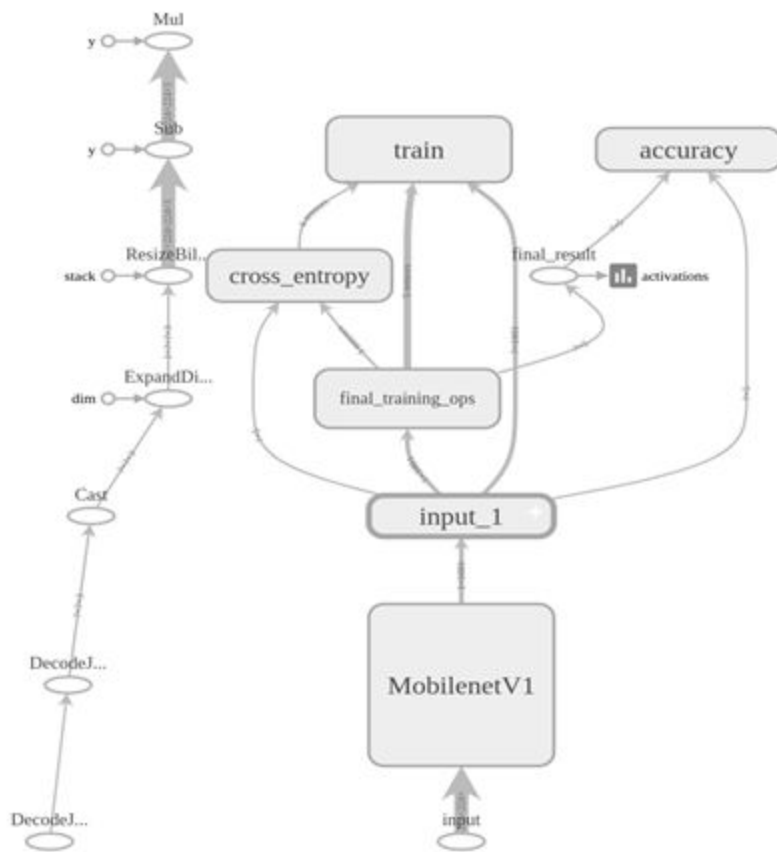 Mul
y
Sub
y
ResizeBil...
stack
ExpandDi...
dim
Cast
DecodeJ...
DecodeJ...
train
accuracy
cross_entropy
final_result
activations
final_training_ops
input_1
MobilenetV1
input